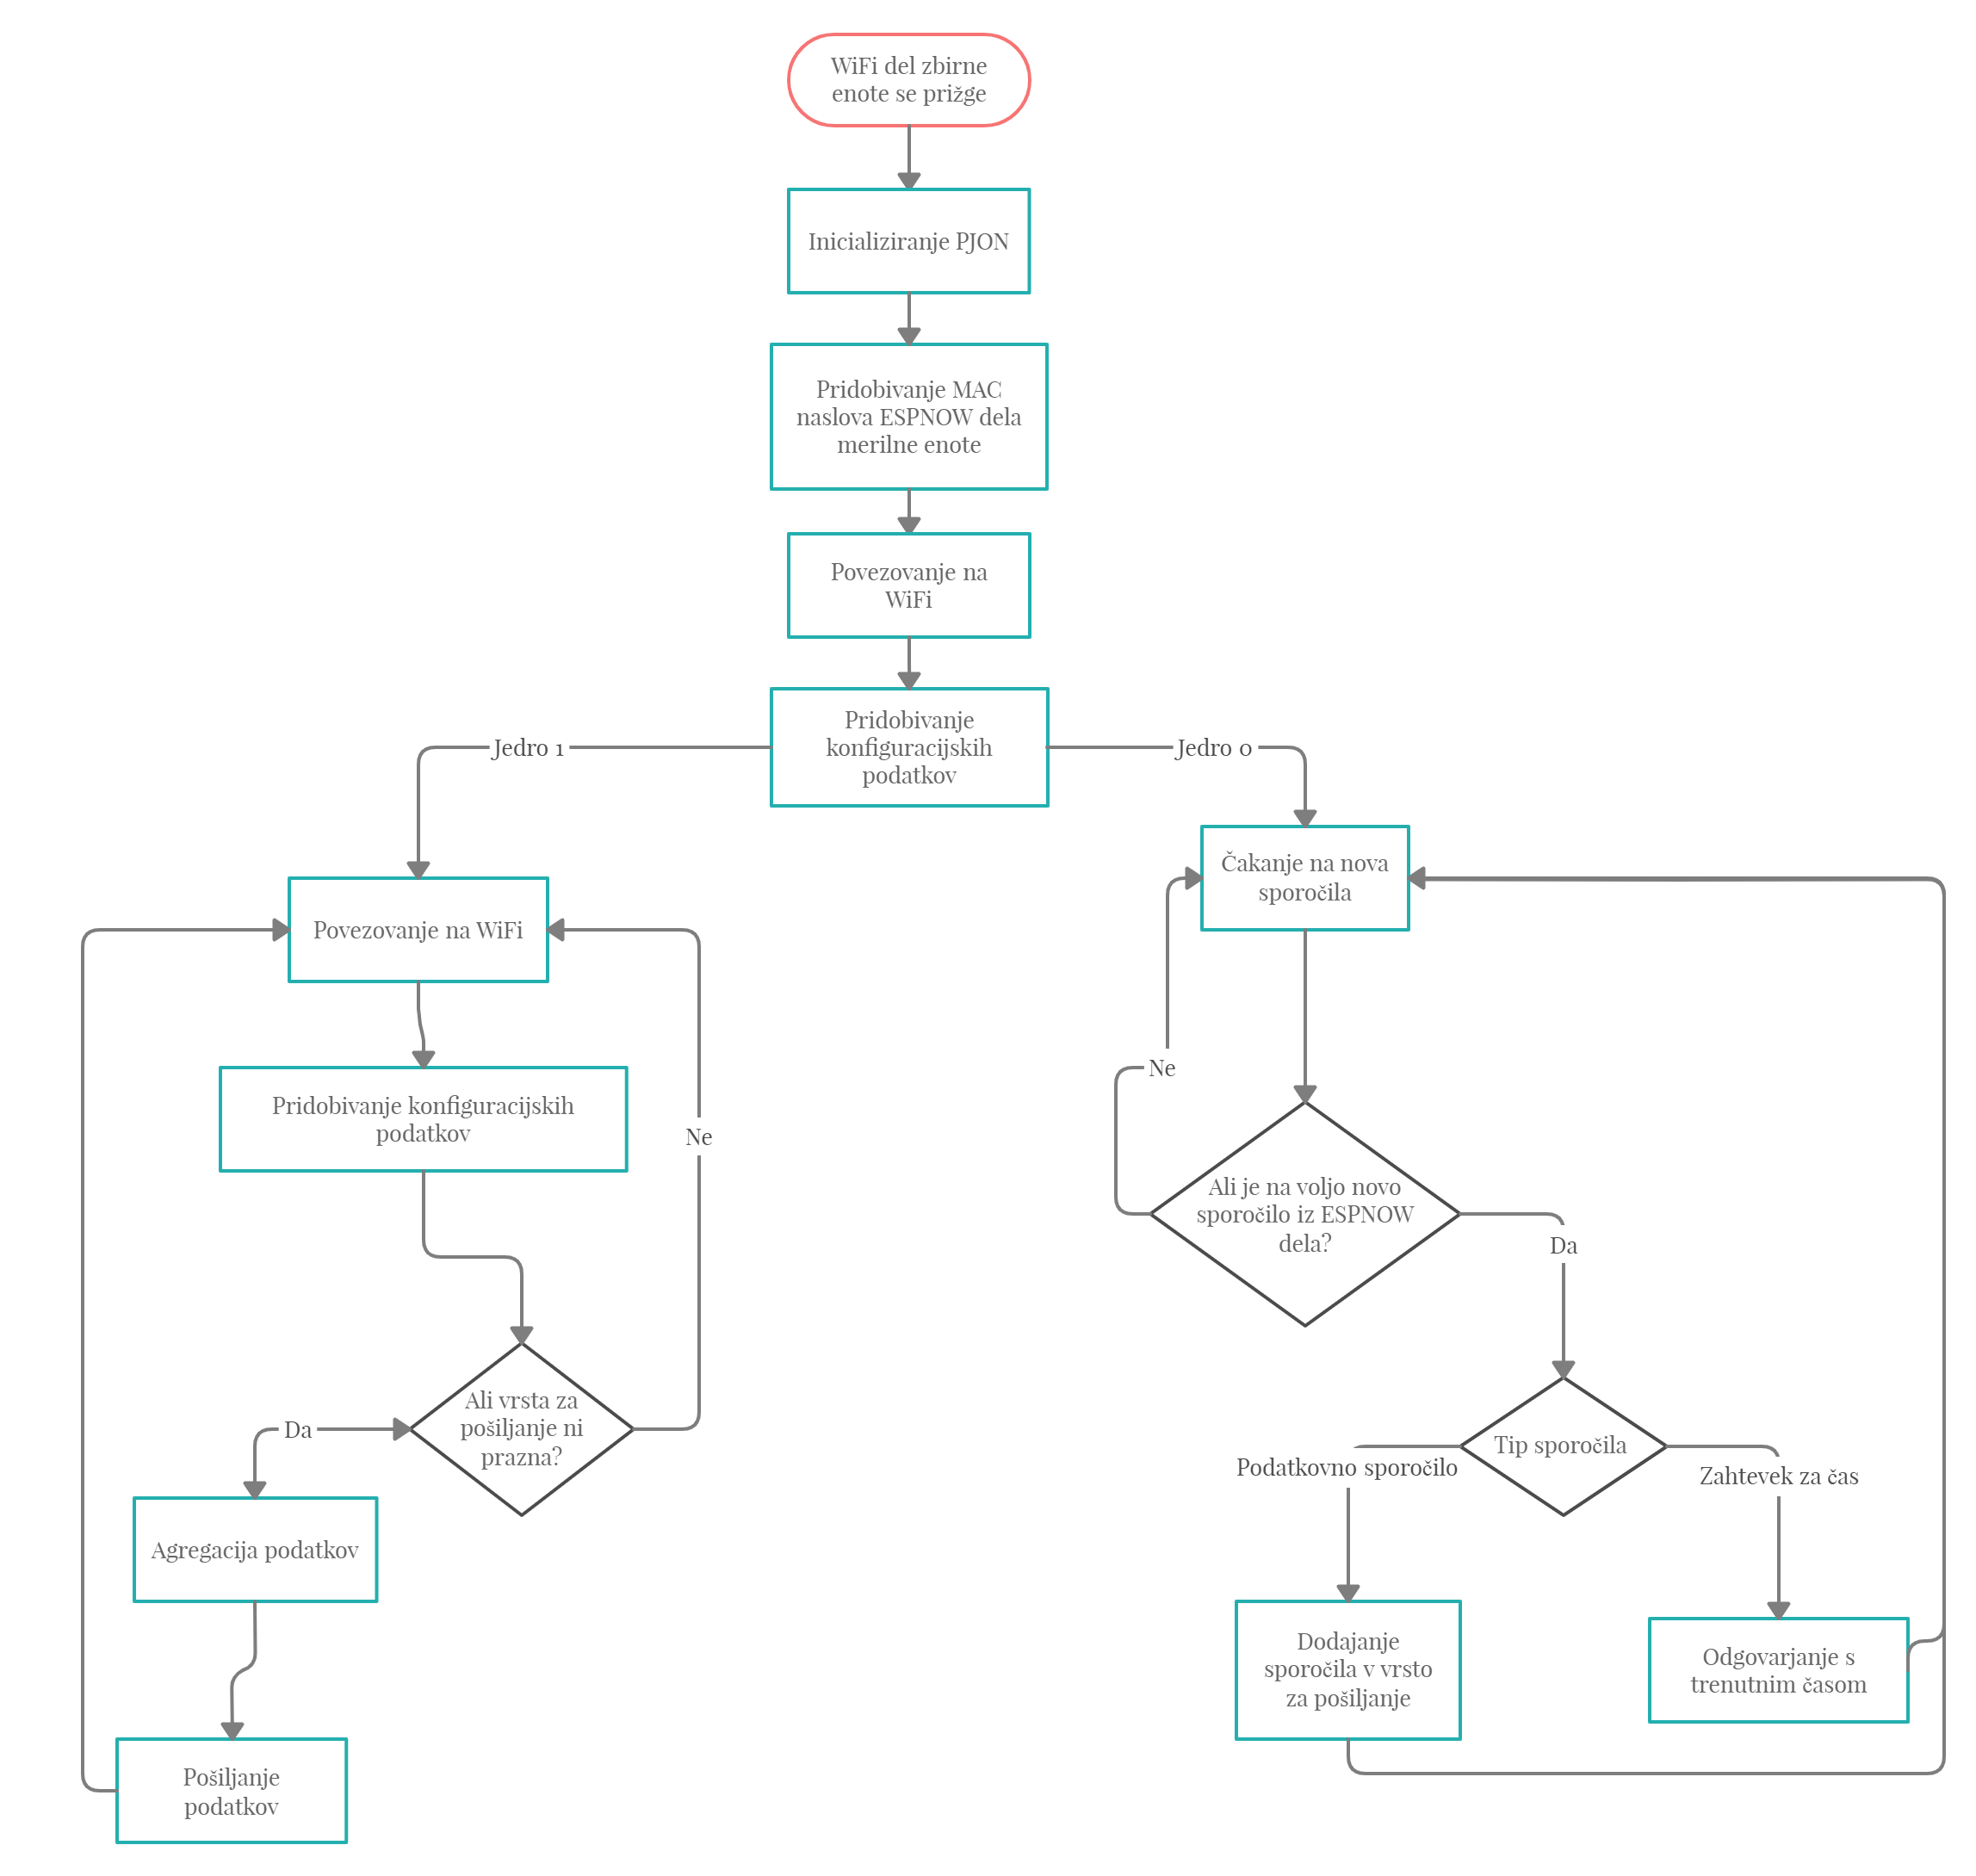 WiFi del zbirne
enote se prižge
Inicializiranje PJON
Pridobivanje MAC
naslova ESPNOW dela
merilne enote
Povezovanje na
WiFi
Pridobivanje
konfiguracijskih
podatkov
Jedro 1
Jedro 0
Povezovanje na WiFi
Pridobivanje konfiguracijskih
podatkov
Ne
Ali vrsta za
pošiljanje ni
prazna?
Da
Agregacija podatkov
Pošiljanje
podatkov
Čakanje na nova
sporočila
Ne
Ali je na voljo novo
sporočilo iz ESPNOW
dela?
Da
Tip sporočila
Podatkovno sporočilo
Zahtevek za čas
Dodajanje
sporočila v vrsto
za pošiljanje
Odgovarjanje s
trenutnim časom